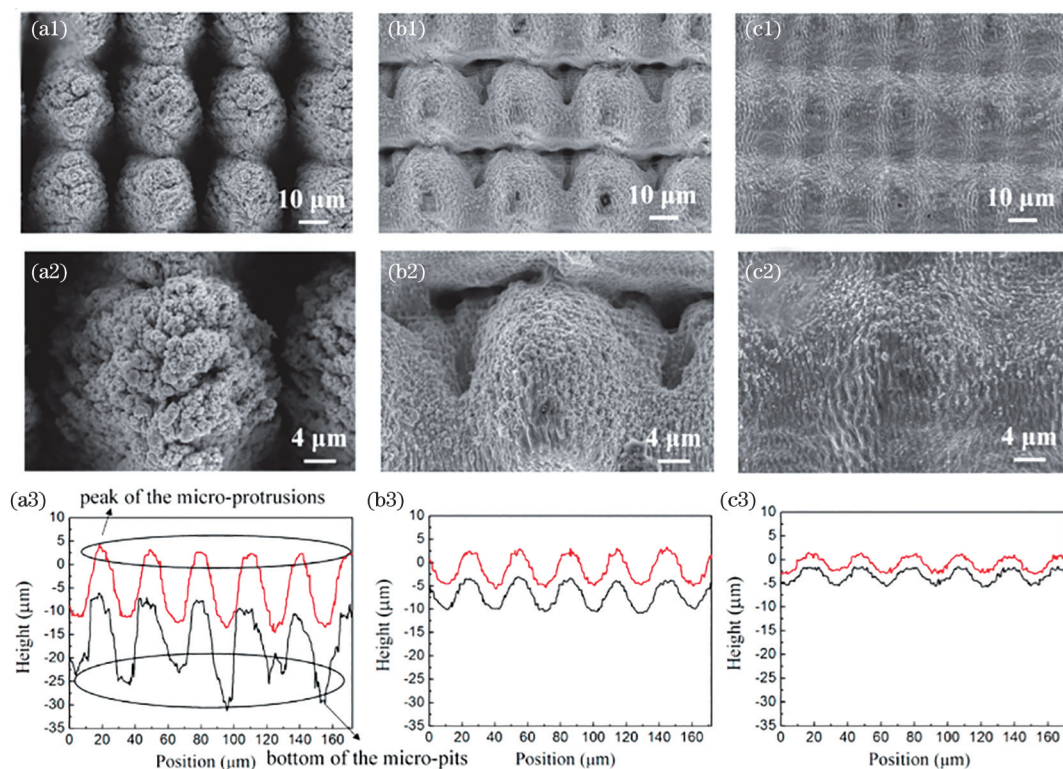 (a1)
10 μm
(b1)
10 μm
(c1)
10 μm
(a2)
4 μm
(b2)
4 μm
(c2)
4 μm
(a3)
peak of the micro-protrusions
10
5
0
-5
-10
-15
-20
-25
-30
-35
Height (μm)
0 20 40 60 80 100 120 140 160
Position (μm)
bottom of the micro-pits
(b3)
10
5
0
-5
-10
-15
-20
-25
-30
-35
Height (μm)
0 20 40 60 80 100 120 140 160
Position (μm)
(c3)
10
5
0
-5
-10
-15
-20
-25
-30
-35
Height (μm)
0 20 40 60 80 100 120 140 160
Position (μm)